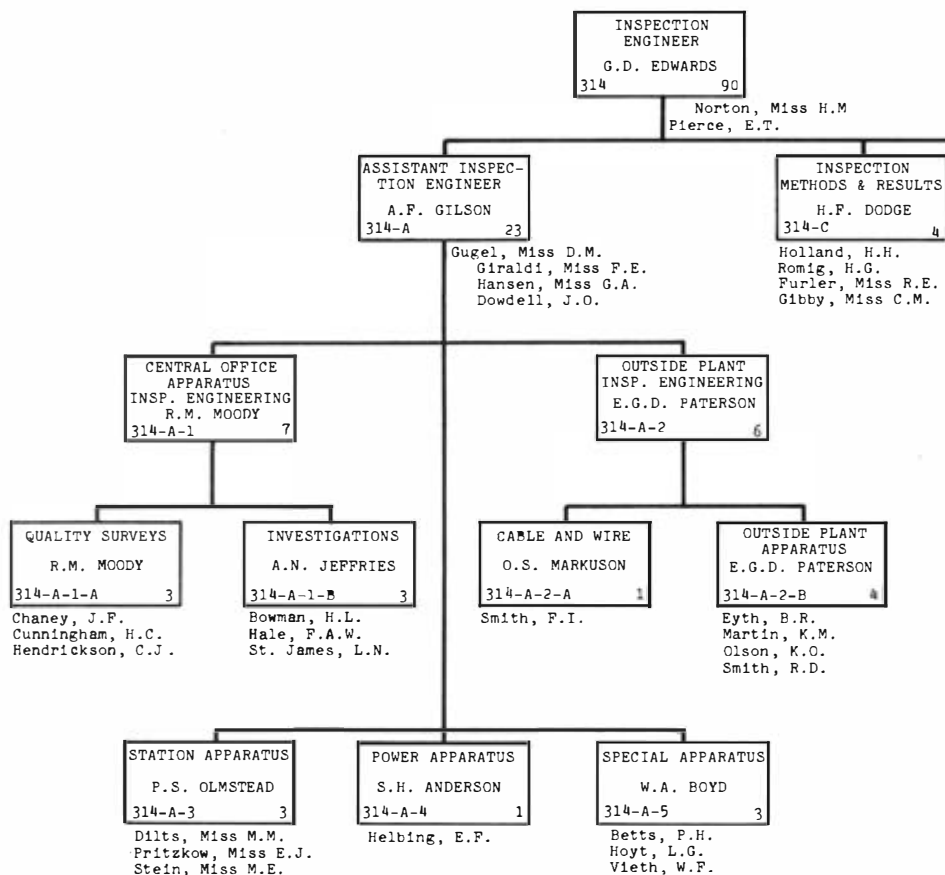 INSPECTION
ENGINEER
G.D. EDWARDS
314 90
Norton, Miss H.M
Pierce, E.T.
ASSISTANT INSPEC-
TION ENGINEER
A.F. GILSON
314-A 23
Gugel, Miss D.M.
Giraldi, Miss F.E.
Hansen, Miss G.A.
Dowdell, J.O.
INSPECTION
METHODS & RESULTS
H.F. DODGE
314-C 4
Holland, H.H.
Romig, H.G.
Furler, Miss R.E.
Gibby, Miss C.M.
CENTRAL OFFICE
APPARATUS
INSP. ENGINEERING
R.M. MOODY
314-A-1 7
OUTSIDE PLANT
INSP. ENGINEERING
E.G.D. PATERSON
314-A-2 6
QUALITY SURVEYS
R.M. MOODY
314-A-1-A 3
Chaney, J.F.
Cunningham, H.C.
Hendrickson, C.J.
INVESTIGATIONS
A.N. JEFFRIES
314-A-1-B 3
Bowman, H.L.
Hale, F.A.W.
St. James, L.N.
CABLE AND WIRE
O.S. MARKUSON
314-A-2-A 1
Smith, F.I.
OUTSIDE PLANT
APPARATUS
E.G.D. PATERSON
314-A-2-B 4
Eyth, B.R.
Martin, K.M.
Olson, K.O.
Smith, R.D.
STATION APPARATUS
P.S. OLMSTEAD
314-A-3 3
Dilts, Miss M.M.
Pritzkow, Miss E.J.
Stein, Miss M.E.
POWER APPARATUS
S.H. ANDERSON
314-A-4 1
Helbing, E.F.
SPECIAL APPARATUS
W.A. BOYD
314-A-5 3
Betts, P.H.
Hoyt, L.G.
Vieth, W.F.